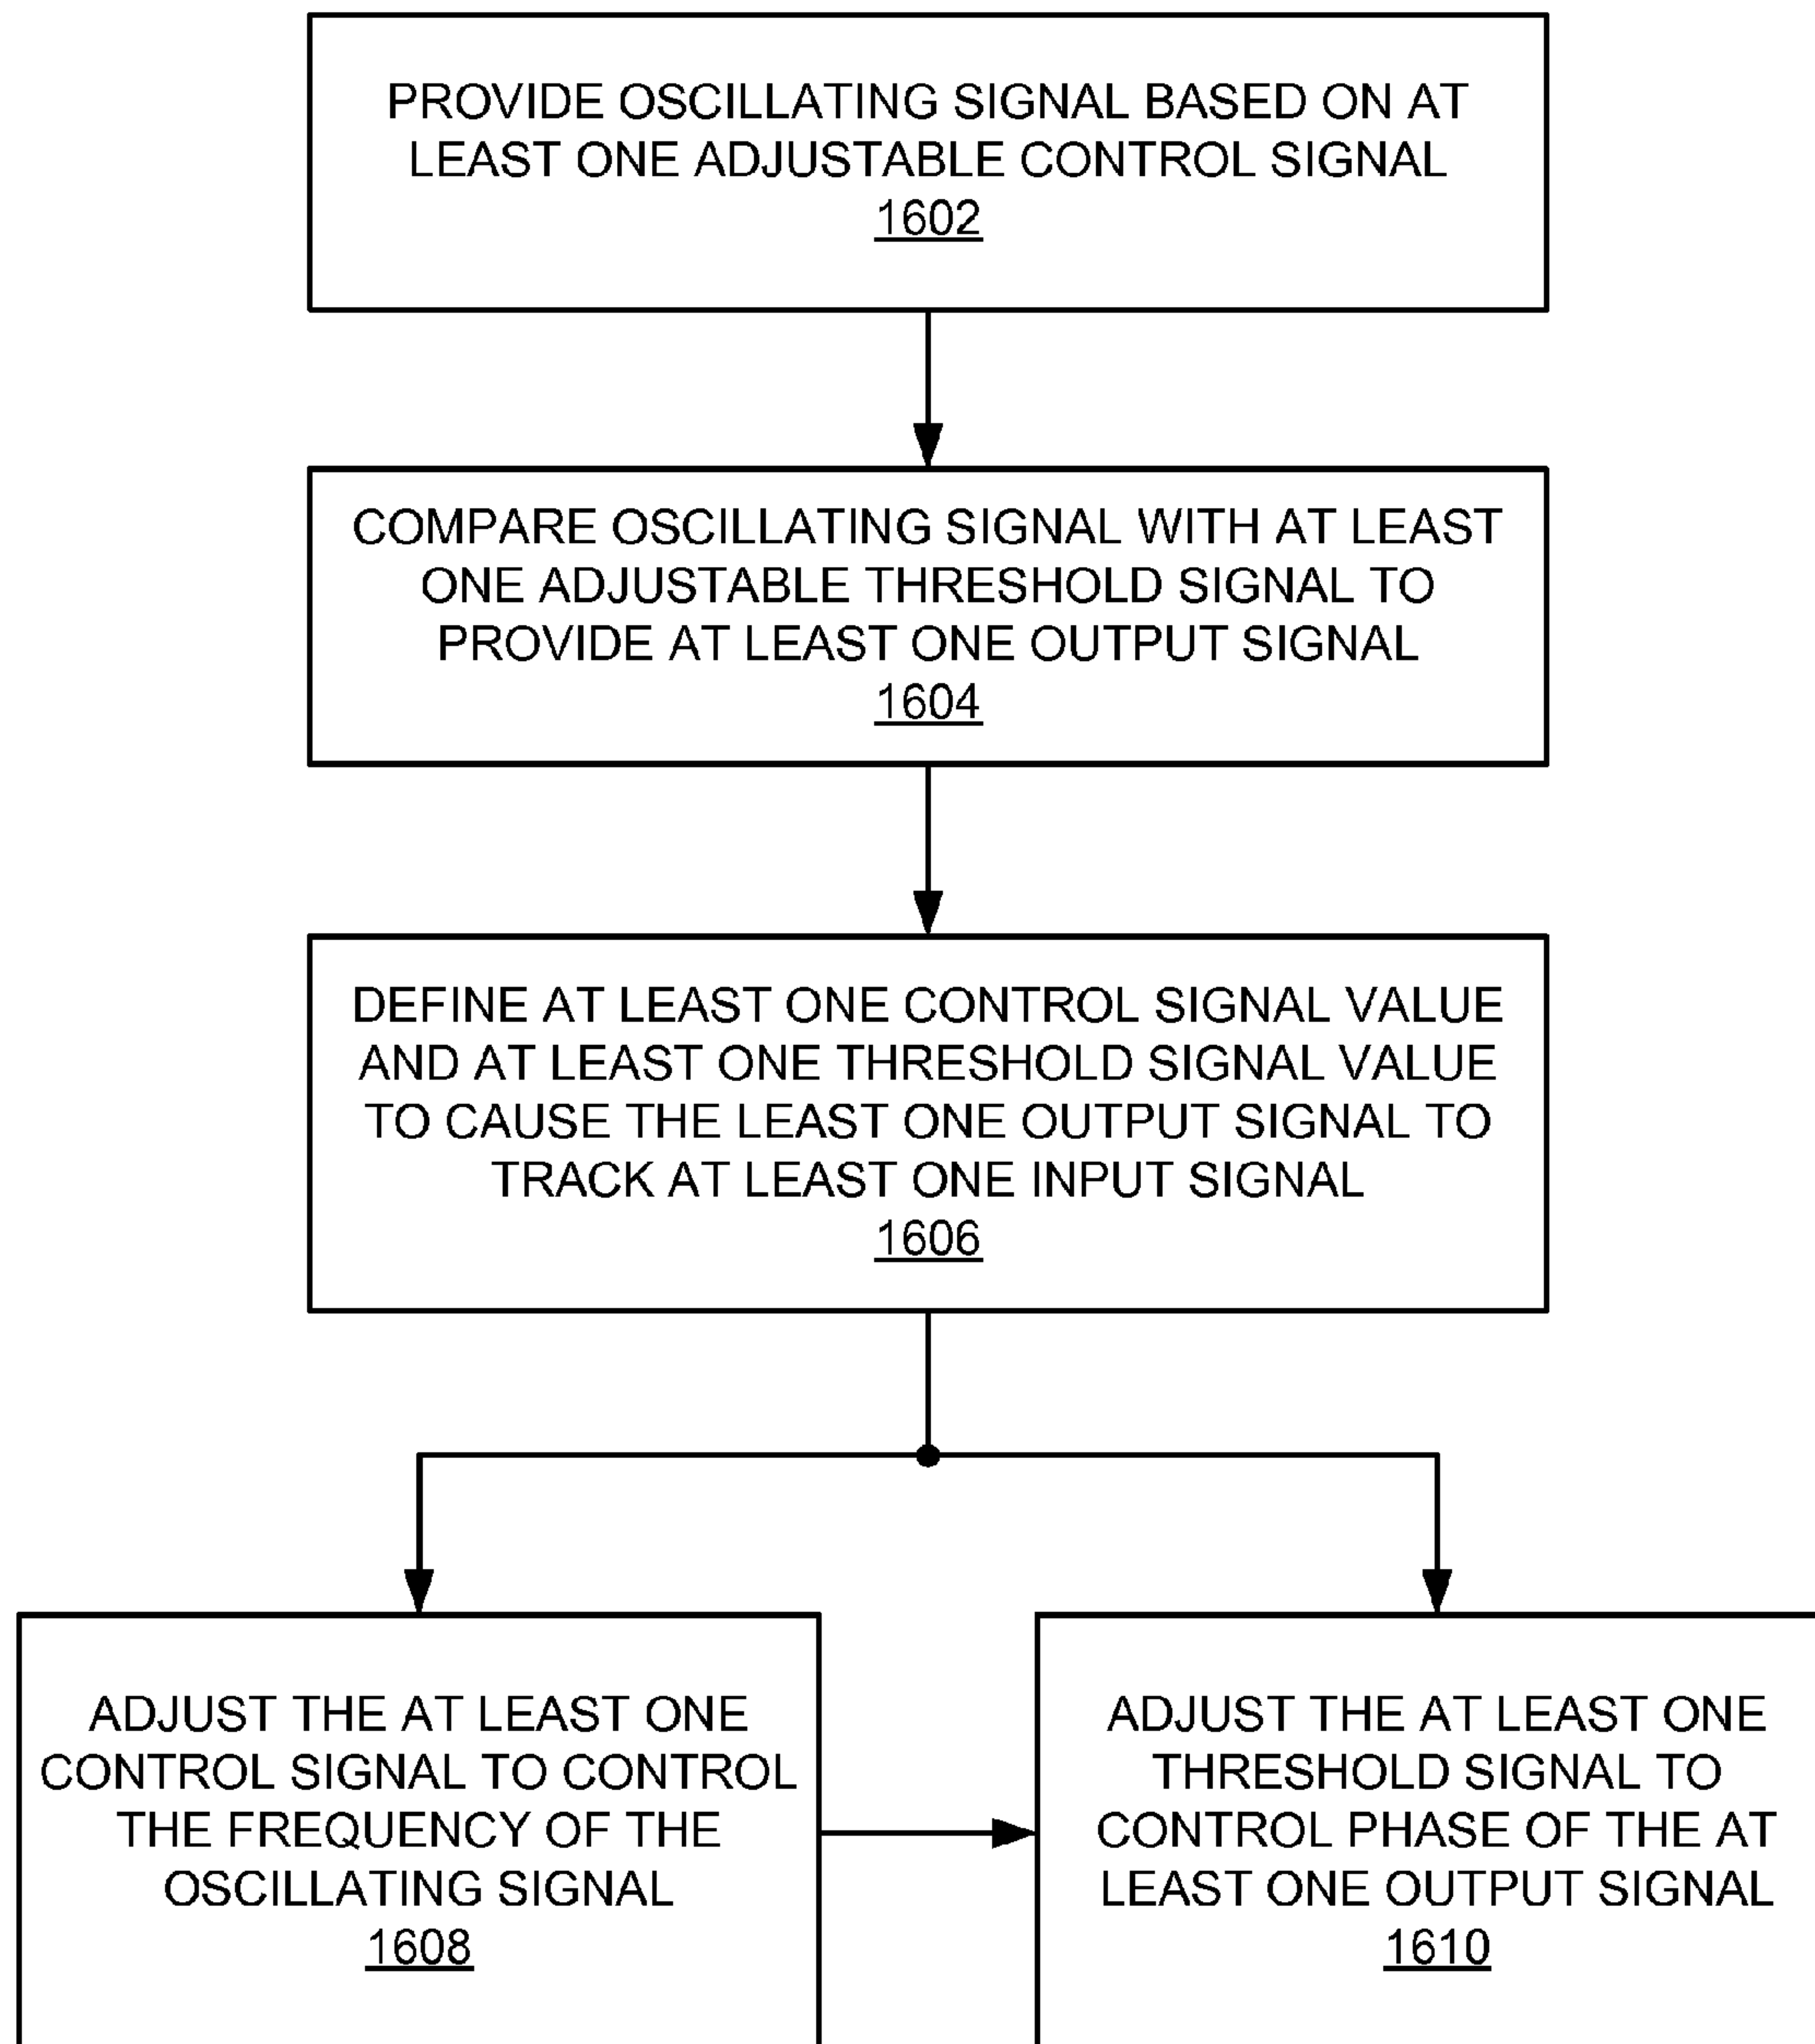 PROVIDE OSCILLATING SIGNAL BASED ON AT
LEAST ONE ADJUSTABLE CONTROL SIGNAL
1602
COMPARE OSCILLATING SIGNAL WITH AT LEAST
ONE ADJUSTABLE THRESHOLD SIGNAL TO
PROVIDE AT LEAST ONE OUTPUT SIGNAL
1604
DEFINE AT LEAST ONE CONTROL SIGNAL VALUE
AND AT LEAST ONE THRESHOLD SIGNAL VALUE
TO CAUSE THE LEAST ONE OUTPUT SIGNAL TO
TRACK AT LEAST ONE INPUT SIGNAL
1606
ADJUST THE AT LEAST ONE
CONTROL SIGNAL TO CONTROL
THE FREQUENCY OF THE
OSCILLATING SIGNAL
1608
ADJUST THE AT LEAST ONE
THRESHOLD SIGNAL TO
CONTROL PHASE OF THE AT
LEAST ONE OUTPUT SIGNAL
1610